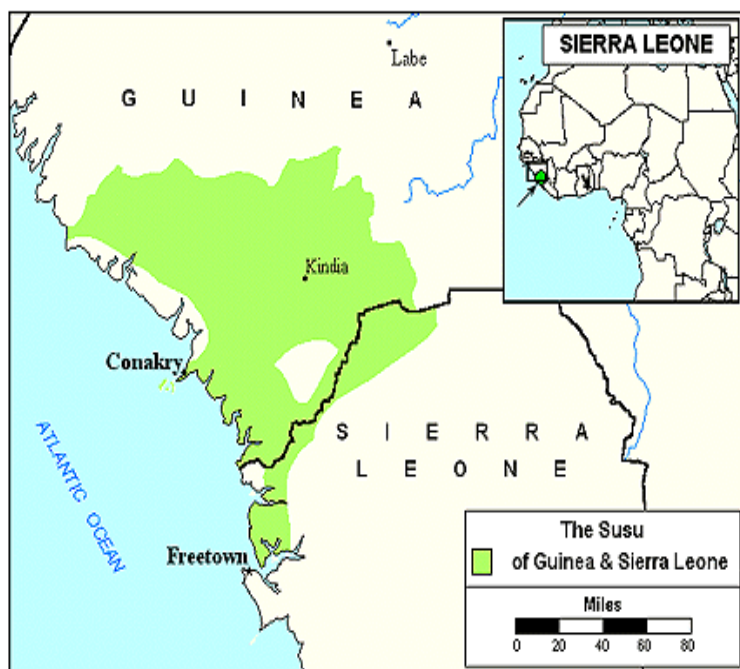 SIERRA LEONE
Labe
G U I N E A
Kindia
Conakry
S I E R R A
L E O N E
ATLANTIC OCEAN
Freetown
The Susu
of Guinea & Sierra Leone
Miles
0 20 40 60 80